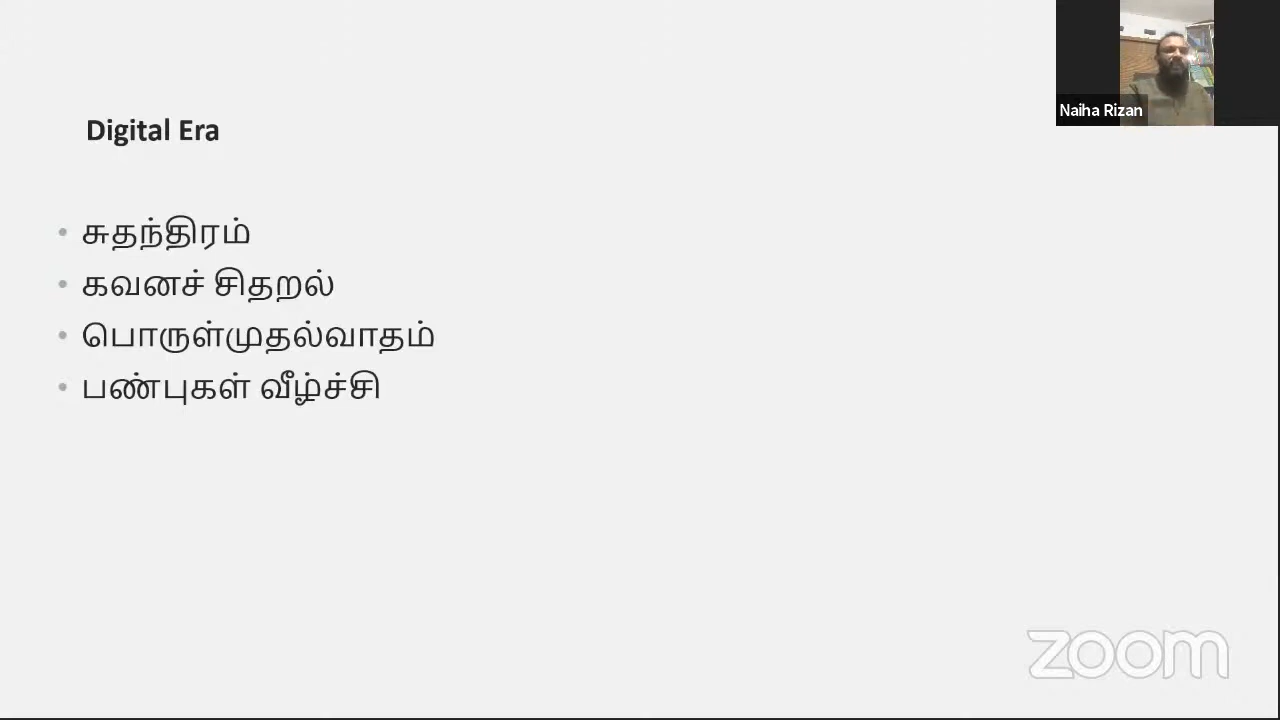 Naiha Rizan
Digital Era
• சுதந்திரம்
• கவனச் சிதறல்
• பொருள்முதல்வாதம்
• பண்புகள் வீழ்ச்சி
zoom